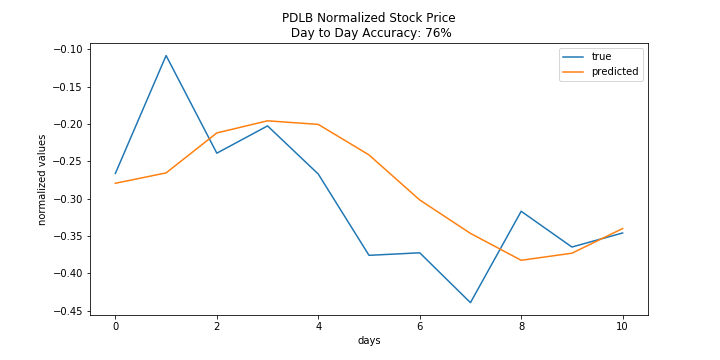 PDLB Normalized Stock Price
Day to Day Accuracy: 76%
true
predicted
normalized values
−0.10
−0.15
−0.20
−0.25
−0.30
−0.35
−0.40
−0.45
0
2
4
6
8
10
days